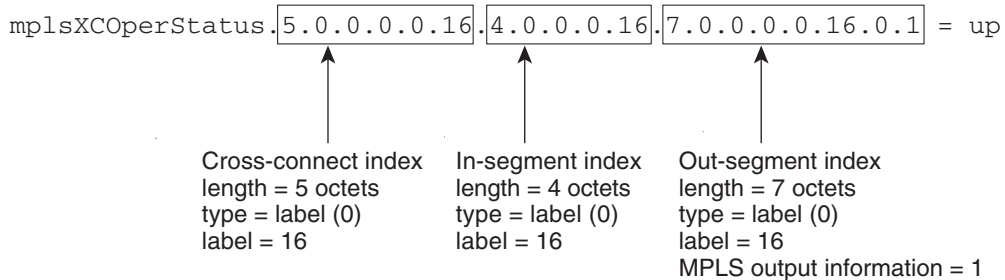 mplsXCOperStatus.5.0.0.0.0.16.4.0.0.0.16.7.0.0.0.0.16.0.1 = up
Cross-connect index
length = 5 octets
type = label (0)
label = 16
In-segment index
length = 4 octets
type = label (0)
label = 16
Out-segment index
length = 7 octets
type = label (0)
label = 16
MPLS output information = 1